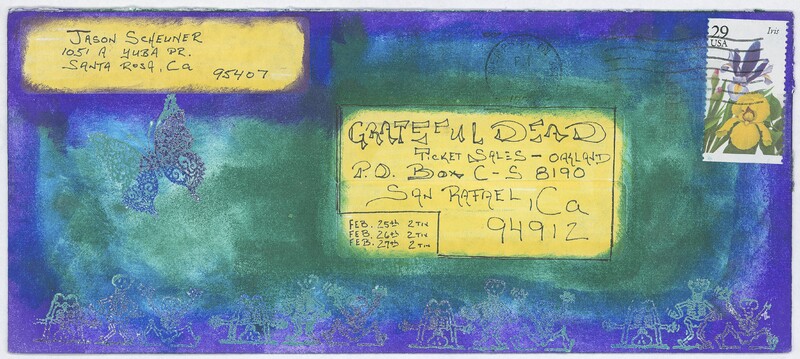 Jason Scheuner
1051 A Yuba Dr.
Santa Rosa, Ca
95407
29
USA
Iris
GRATEFUL DEAD
Ticket Sales – Oakland
P.O. Box C-S 8190
San Rafael, Ca
94912
Feb. 25th 2 Tix
Feb. 26th 2 Tix
Feb. 27th 2 Tix